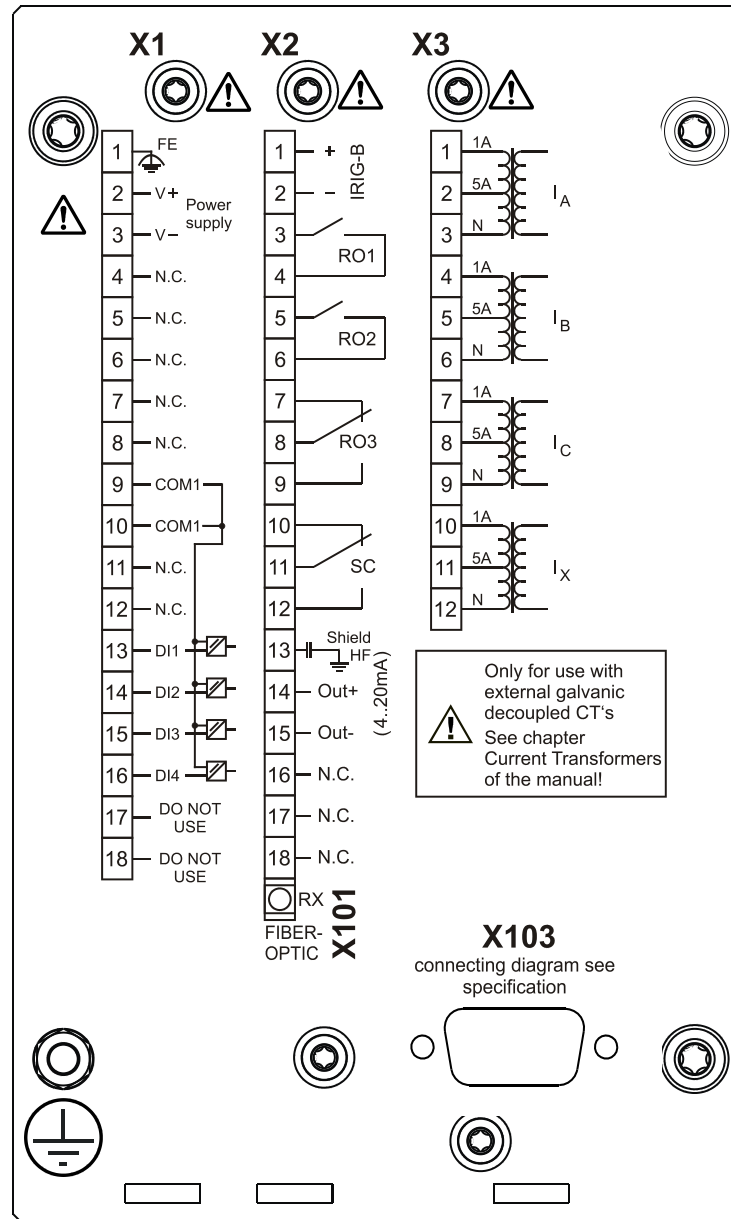 X1
X2
X3
1 FE
2 V+ Power
supply
3 V–
4 N.C.
5 N.C.
6 N.C.
7 N.C.
8 N.C.
9 COM1
10 COM1
11 N.C.
12 N.C.
13 DI1
14 DI2
15 DI3
16 DI4
17 DO NOT
USE
18 DO NOT
USE
1 +
2 –
IRIG-B
3
4
RO1
5
6
RO2
7
8 RO3
9
10
11 SC
12
13 Shield
HF
14 Out+
15 Out-
(4..20mA)
16 N.C.
17 N.C.
18 N.C.
RX
FIBER-
OPTIC
X101
1 1A
2 5A IA
3 N
4 1A
5 5A IB
6 N
7 1A
8 5A IC
9 N
10 1A
11 5A IX
12 N
Only for use with
external galvanic
decoupled CT‘s
See chapter
Current Transformers
of the manual!
X103
connecting diagram see
specification